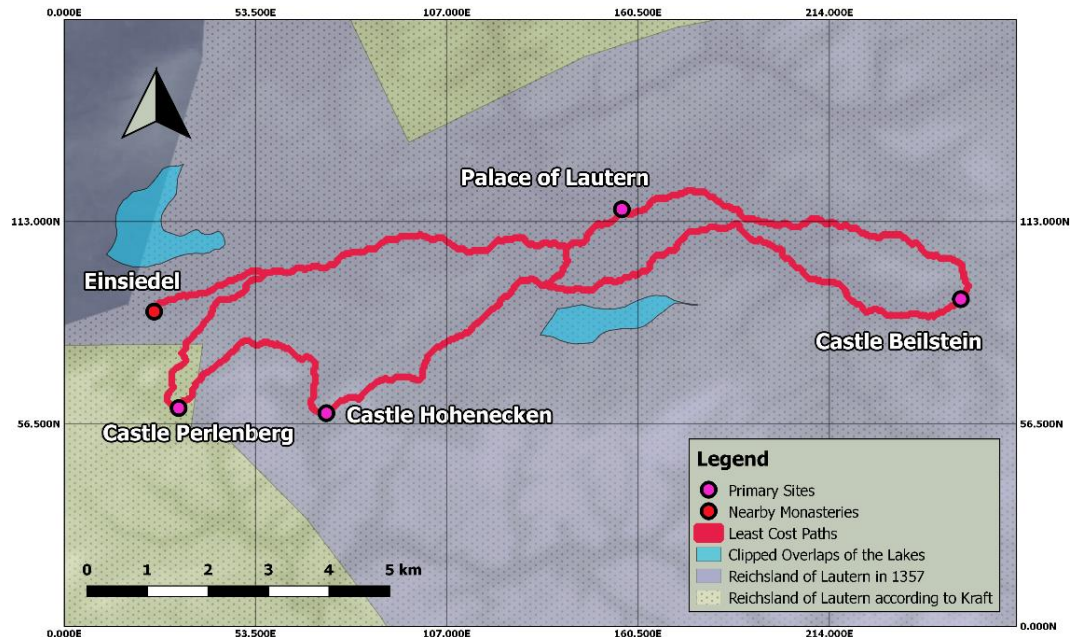 0.000E 53.500E 107.000E 160.500E 214.000E
Palace of Lautern
113.000N 113.000N
Einsiedel
Castle Beilstein
Castle Hohenecken
Castle Perlenberg
56.500N 56.500N
Legend
Primary Sites
Nearby Monasteries
Least Cost Paths
Clipped Overlaps of the Lakes
Reichsland of Lautern in 1357
Reichsland of Lautern according to Kraft
0 1 2 3 4 5 km
0.000E 53.500E 107.000E 160.500E 214.000E 0.000N